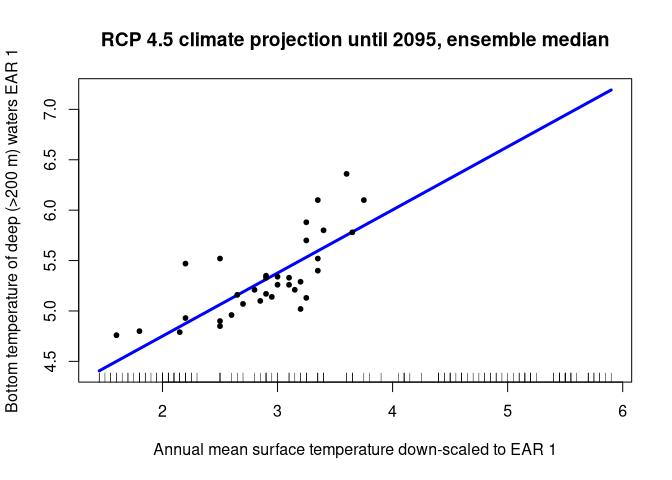 RCP 4.5 climate projection until 2095, ensemble median
Bottom temperature of deep (>200 m) waters EAR 1
7.0
6.5
6.0
5.5
5.0
4.5
2 3 4 5 6
Annual mean surface temperature down-scaled to EAR 1